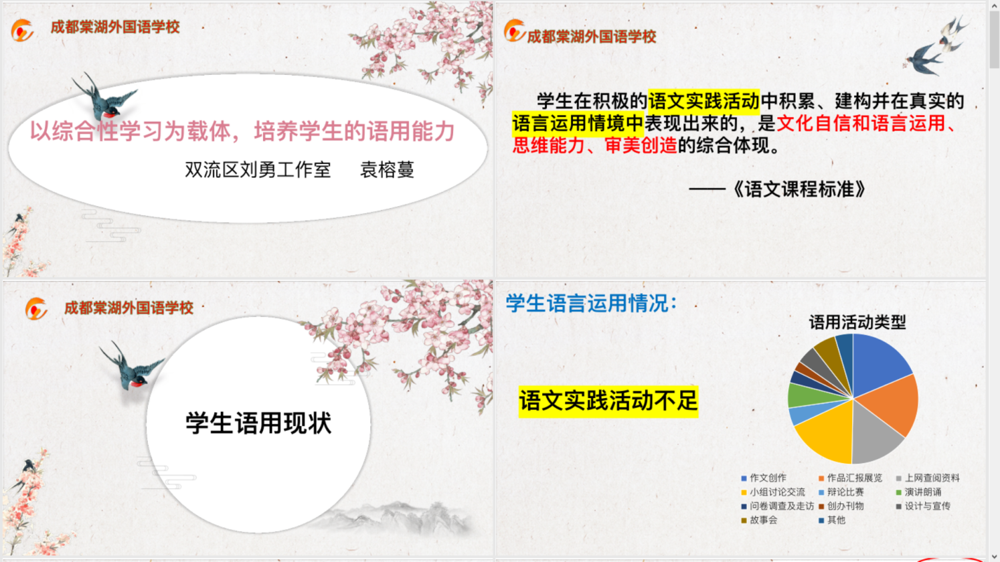 成都棠湖外国语学校
以综合性学习为载体，培养学生的语用能力
双流区刘勇工作室 袁榕蔓
成都棠湖外国语学校
学生在积极的语文实践活动中积累、建构并在真实的
语言运用情境中表现出来的，是文化自信和语言运用、
思维能力、审美创造的综合体现。
——《语文课程标准》
成都棠湖外国语学校
学生语用现状
学生语言运用情况：
语文实践活动不足
语用活动类型
作文创作 作品汇报展览 上网查阅资料
小组讨论交流 辩论比赛 演讲朗诵
问卷调查及走访 创办刊物 设计与宣传
故事会 其他